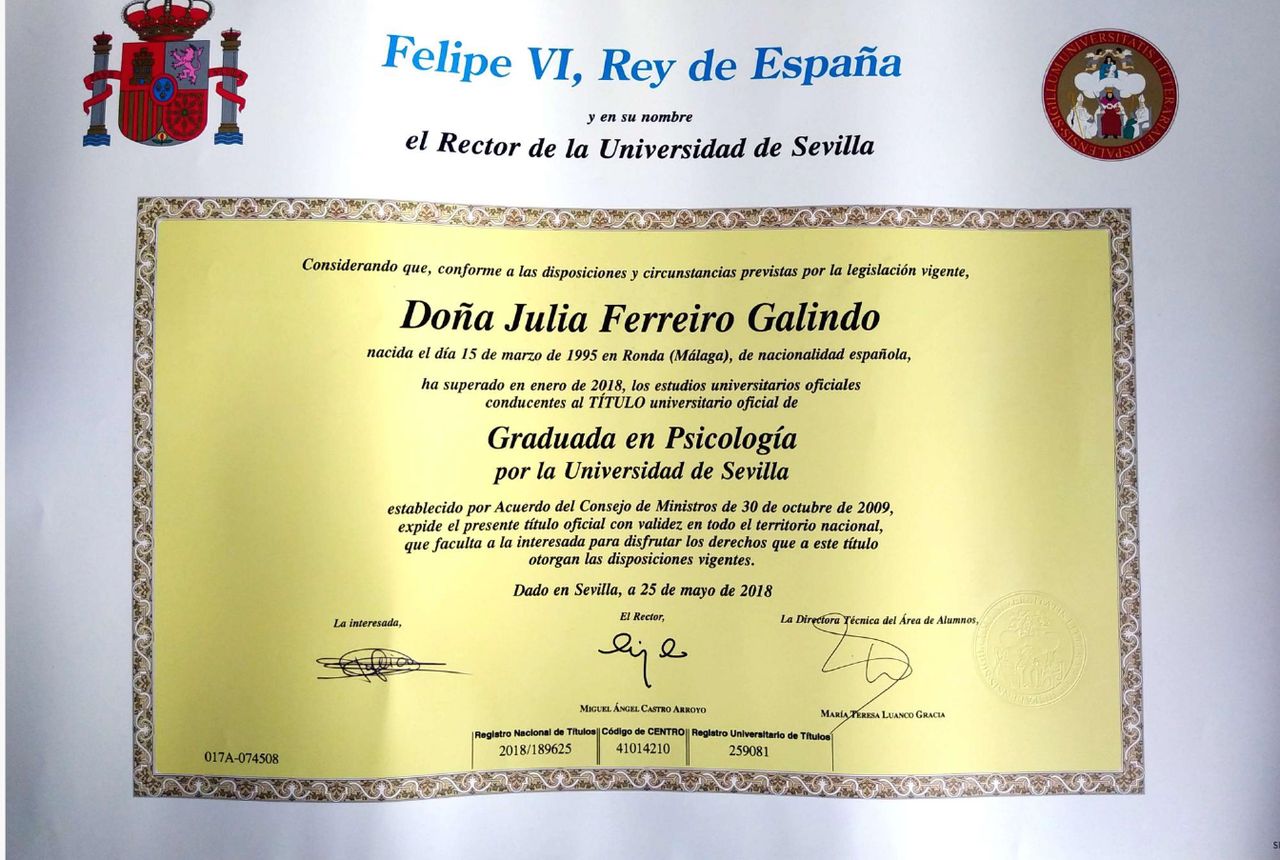 Felipe VI, Rey de España
y en su nombre
el Rector de la Universidad de Sevilla
SIGILLUM UNIVERSITATIS LITTERARIAE HISPALENSIS
Considerando que, conforme a las disposiciones y circunstancias previstas por la legislación vigente,
Doña Julia Ferreiro Galindo
nacida el día 15 de marzo de 1995 en Ronda (Málaga), de nacionalidad española,
ha superado en enero de 2018, los estudios universitarios oficiales
conducentes al TÍTULO universitario oficial de
Graduada en Psicología
por la Universidad de Sevilla
establecido por Acuerdo del Consejo de Ministros de 30 de octubre de 2009,
expide el presente título oficial con validez en todo el territorio nacional,
que faculta a la interesada para disfrutar los derechos que a este título
otorgan las disposiciones vigentes.
Dado en Sevilla, a 25 de mayo de 2018
La interesada,
El Rector,
La Directora Técnica del Área de Alumnos,
MIGUEL ÁNGEL CASTRO ARROYO
MARÍA TERESA LUANCO GRACIA
Registro Nacional de Títulos Código de CENTRO Registro Universitario de Títulos
2018/189625 41014210 259081
017A-074508